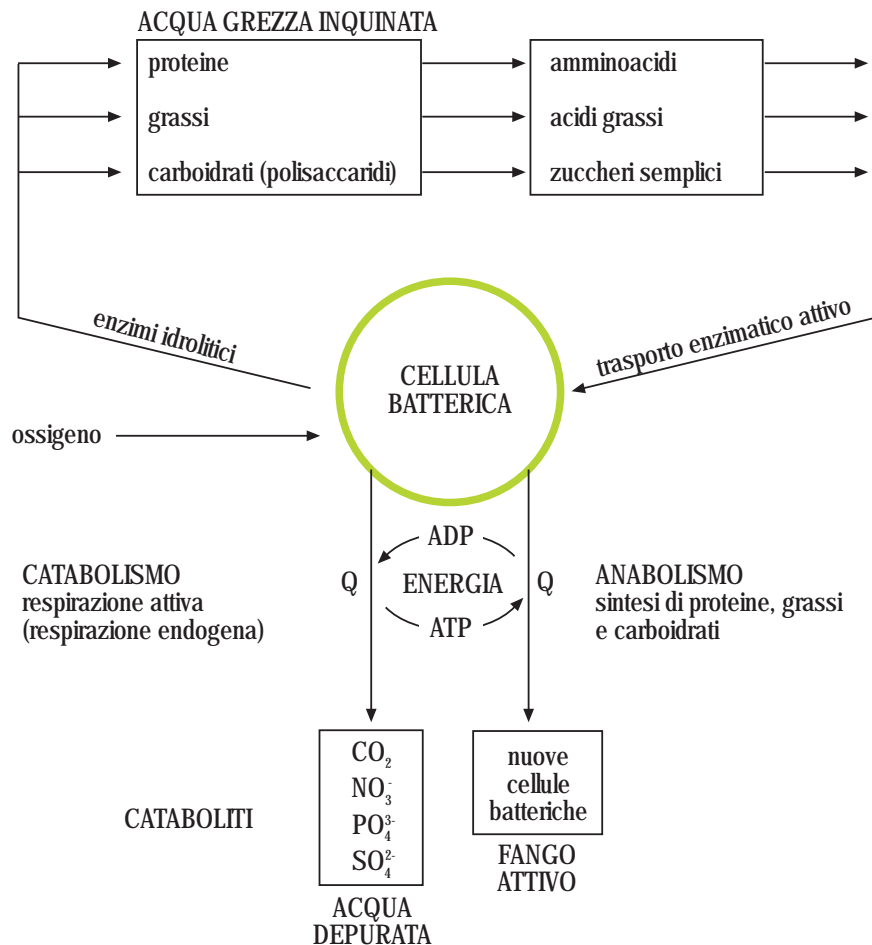 ACQUA GREZZA INQUINATA
proteine
grassi
carboidrati (polisaccaridi)
amminoacidi
acidi grassi
zuccheri semplici
enzimi idrolitici
trasporto enzimatico attivo
CELLULA
BATTERICA
ossigeno
CATABOLISMO
respirazione attiva
(respirazione endogena)
Q
ADP
ENERGIA
ATP
Q
ANABOLISMO
sintesi di proteine, grassi
e carboidrati
CATABOLITI
CO₂
NO₃⁻
PO₄³⁻
SO₄²⁻
ACQUA
DEPURATA
nuove
cellule
batteriche
FANGO
ATTIVO